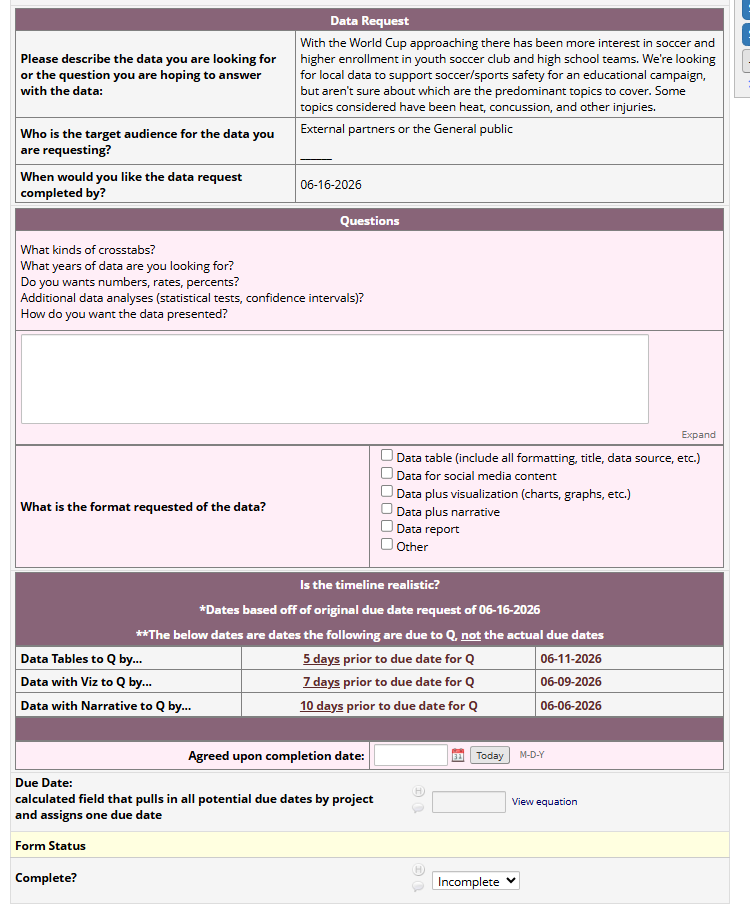 Data Request
Please describe the data you are looking for
or the question you are hoping to answer
with the data:
With the World Cup approaching there has been more interest in soccer and
higher enrollment in youth soccer club and high school teams. We're looking
for local data to support soccer/sports safety for an educational campaign,
but aren't sure about which are the predominant topics to cover. Some
topics considered have been heat, concussion, and other injuries.
Who is the target audience for the data you
are requesting?
External partners or the General public
______
When would you like the data request
completed by?
06-16-2026
Questions
What kinds of crosstabs?
What years of data are you looking for?
Do you wants numbers, rates, percents?
Additional data analyses (statistical tests, confidence intervals)?
How do you want the data presented?
Expand
What is the format requested of the data?
Data table (include all formatting, title, data source, etc.)
Data for social media content
Data plus visualization (charts, graphs, etc.)
Data plus narrative
Data report
Other
Is the timeline realistic?
*Dates based off of original due date request of 06-16-2026
**The below dates are dates the following are due to Q, not the actual due dates
Data Tables to Q by... 5 days prior to due date for Q 06-11-2026
Data with Viz to Q by... 7 days prior to due date for Q 06-09-2026
Data with Narrative to Q by... 10 days prior to due date for Q 06-06-2026
Agreed upon completion date: 31 Today M-D-Y
Due Date:
calculated field that pulls in all potential due dates by project
and assigns one due date
H
View equation
Form Status
Complete?
H
Incomplete